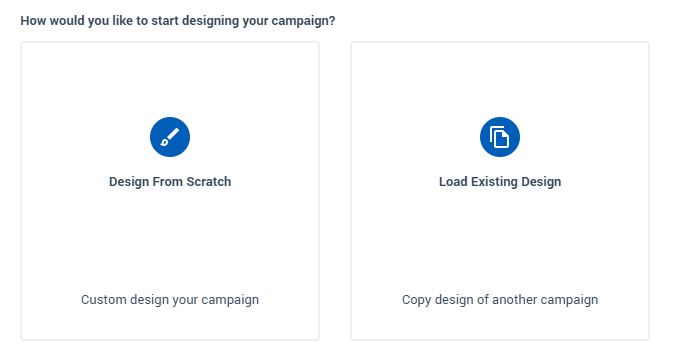 How would you like to start designing your campaign?
Design From Scratch
Custom design your campaign
Load Existing Design
Copy design of another campaign